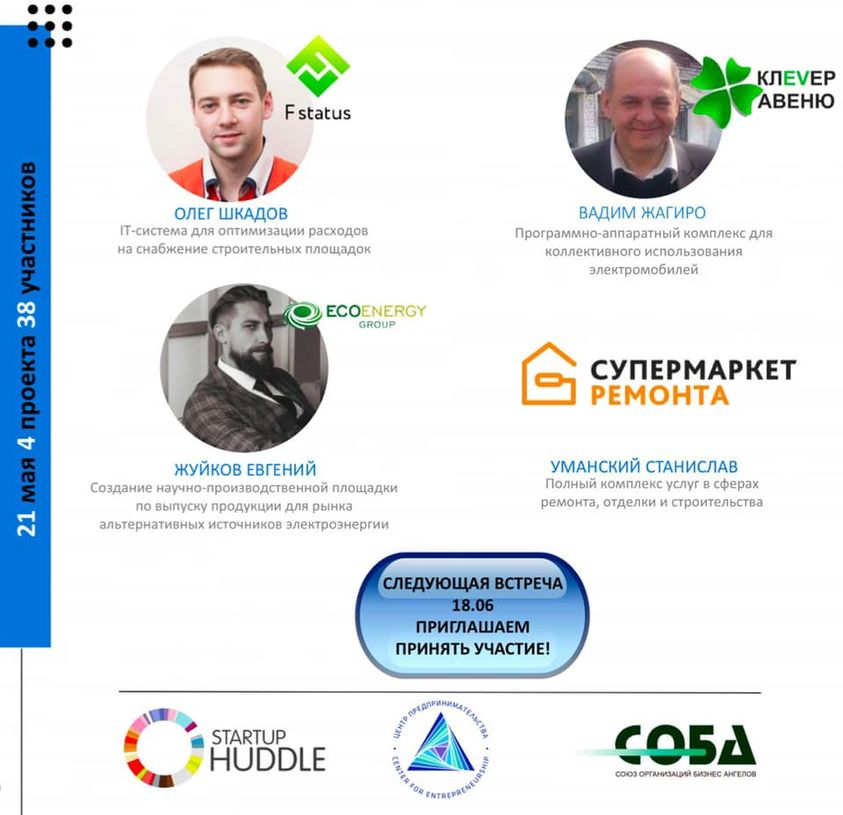 21 мая 4 проекта 38 участников
F status
ОЛЕГ ШКАДОВ
IT-система для оптимизации расходов
на снабжение строительных площадок
КЛEVЕР
АВЕНЮ
ВАДИМ ЖАГИРО
Программно-аппаратный комплекс для
коллективного использования
электромобилей
ECOENERGY
GROUP
ЖУЙКОВ ЕВГЕНИЙ
Создание научно-производственной площадки
по выпуску продукции для рынка
альтернативных источников электроэнергии
СУПЕРМАРКЕТ
РЕМОНТА
УМАНСКИЙ СТАНИСЛАВ
Полный комплекс услуг в сферах
ремонта, отделки и строительства
СЛЕДУЮЩАЯ ВСТРЕЧА
18.06
ПРИГЛАШАЕМ
ПРИНЯТЬ УЧАСТИЕ!
STARTUP
HUDDLE
ЦЕНТР ПРЕДПРИНИМАТЕЛЬСТВА
CENTER FOR ENTREPRENEURSHIP
СОБА
СОЮЗ ОРГАНИЗАЦИЙ БИЗНЕС АНГЕЛОВ